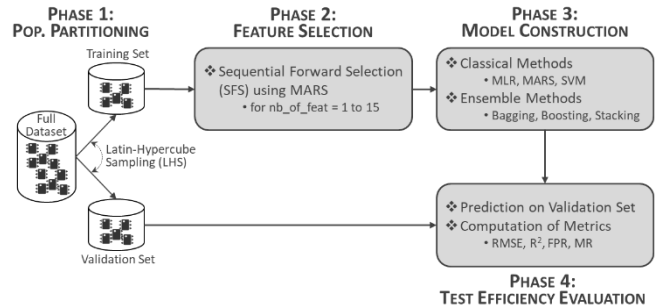 PHASE 1:
POP. PARTITIONING
Training Set
Full
Dataset
Latin-Hypercube
Sampling (LHS)
Validation Set
PHASE 2:
FEATURE SELECTION
❖ Sequential Forward Selection
(SFS) using MARS
• for nb_of_feat = 1 to 15
PHASE 3:
MODEL CONSTRUCTION
❖ Classical Methods
• MLR, MARS, SVM
❖ Ensemble Methods
• Bagging, Boosting, Stacking
❖ Prediction on Validation Set
❖ Computation of Metrics
• RMSE, R², FPR, MR
PHASE 4:
TEST EFFICIENCY EVALUATION